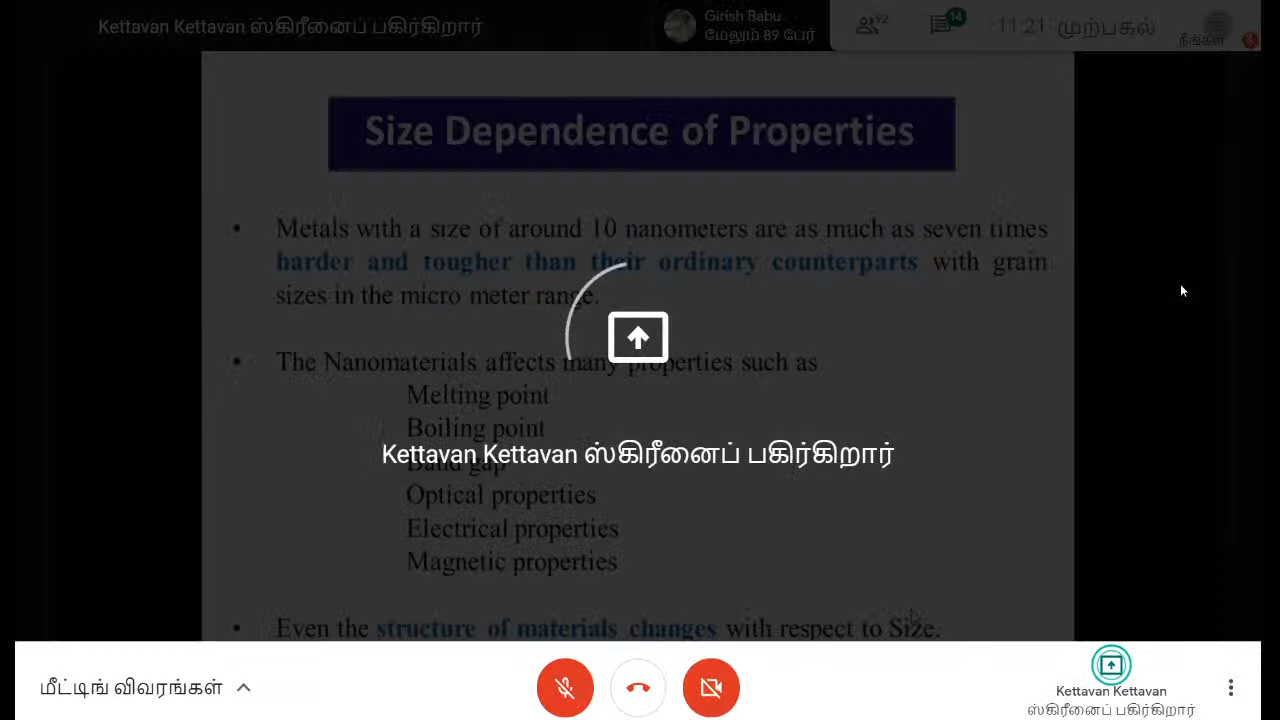 Kettavan Kettavan ஸ்கிரீனைப் பகிர்கிறார்
Girish Babu
மேலும் 89 பேர்
92
14
11:21 முற்பகல்
நீங்கள்
Size Dependence of Properties
• Metals with a size of around 10 nanometers are as much as seven times
harder and tougher than their ordinary counterparts with grain
sizes in the micro meter range.
• The Nanomaterials affects many properties such as
Melting point
Boiling point
Kettavan Kettavan ஸ்கிரீனைப் பகிர்கிறார்
Band gap
Optical properties
Electrical properties
Magnetic properties
• Even the structure of materials changes with respect to Size.
மீட்டிங் விவரங்கள்
Kettavan Kettavan
ஸ்கிரீனைப் பகிர்கிறார்